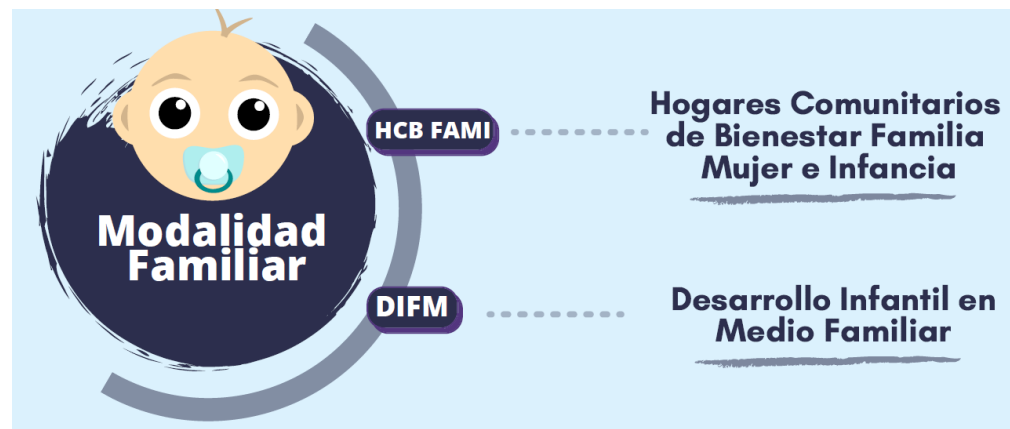 Modalidad
Familiar
HCB FAMI
Hogares Comunitarios
de Bienestar Familia
Mujer e Infancia
DIFM
Desarrollo Infantil en
Medio Familiar